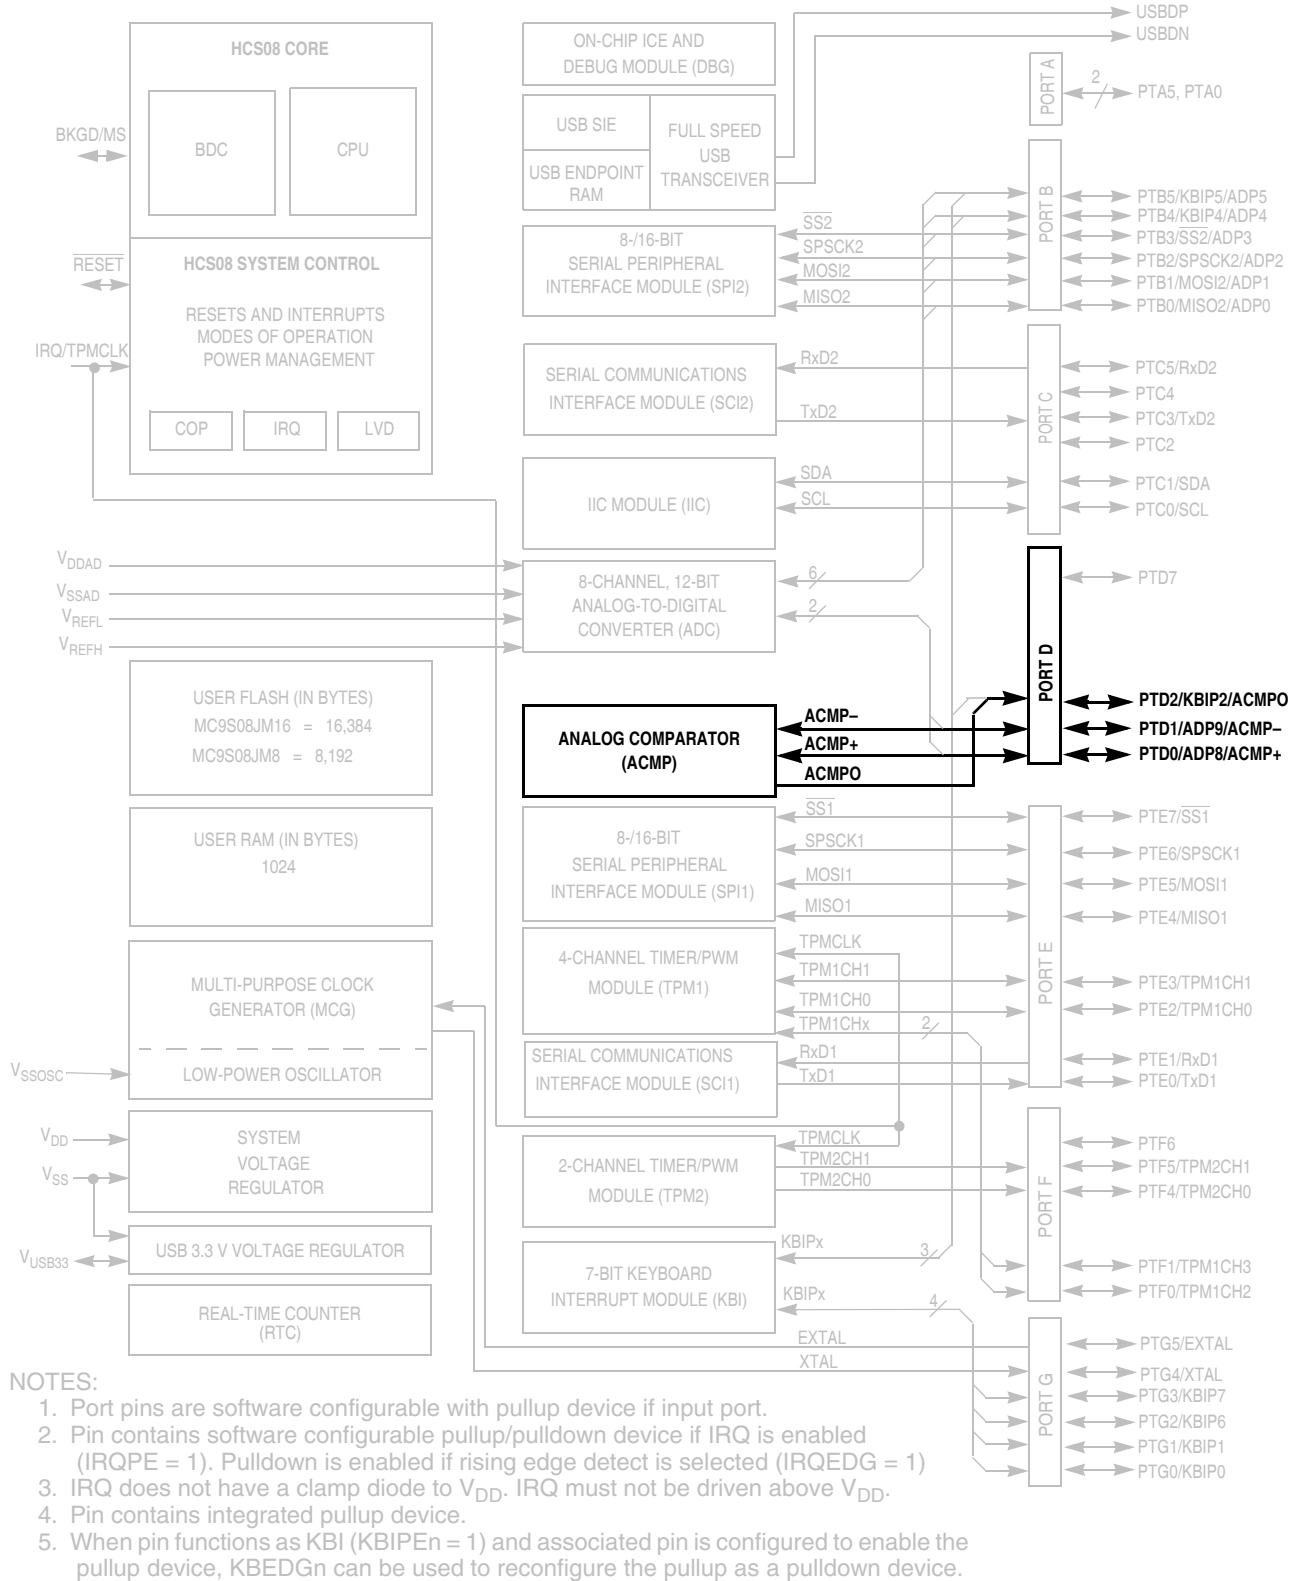 HCS08 CORE
BDC
CPU
BKGD/MS
RESET
HCS08 SYSTEM CONTROL
RESETS AND INTERRUPTS
MODES OF OPERATION
POWER MANAGEMENT
IRQ/TPMCLK
COP
IRQ
LVD
VDDAD
VSSAD
VREFL
VREFH
USER FLASH (IN BYTES)
MC9S08JM16 = 16,384
MC9S08JM8 = 8,192
USER RAM (IN BYTES)
1024
MULTI-PURPOSE CLOCK
GENERATOR (MCG)
LOW-POWER OSCILLATOR
VSSOSC
VDD
VSS
SYSTEM
VOLTAGE
REGULATOR
VUSB33
USB 3.3 V VOLTAGE REGULATOR
REAL-TIME COUNTER
(RTC)
ON-CHIP ICE AND
DEBUG MODULE (DBG)
USB SIE
USB ENDPOINT
RAM
FULL SPEED
USB
TRANSCEIVER
8-/16-BIT
SERIAL PERIPHERAL
INTERFACE MODULE (SPI2)
SS2
SPSCK2
MOSI2
MISO2
SERIAL COMMUNICATIONS
INTERFACE MODULE (SCI2)
RxD2
TxD2
IIC MODULE (IIC)
SDA
SCL
8-CHANNEL, 12-BIT
ANALOG-TO-DIGITAL
CONVERTER (ADC)
6
2
ANALOG COMPARATOR
(ACMP)
ACMP–
ACMP+
ACMPO
8-/16-BIT
SERIAL PERIPHERAL
INTERFACE MODULE (SPI1)
SS1
SPSCK1
MOSI1
MISO1
4-CHANNEL TIMER/PWM
MODULE (TPM1)
TPMCLK
TPM1CH1
TPM1CH0
TPM1CHx
2
SERIAL COMMUNICATIONS
INTERFACE MODULE (SCI1)
RxD1
TxD1
2-CHANNEL TIMER/PWM
MODULE (TPM2)
TPMCLK
TPM2CH1
TPM2CH0
7-BIT KEYBOARD
INTERRUPT MODULE (KBI)
KBIPx
3
KBIPx
4
EXTAL
XTAL
USBDP
USBDN
PORT A
2
PTA5, PTA0
PORT B
PTB5/KBIP5/ADP5
PTB4/KBIP4/ADP4
PTB3/SS2/ADP3
PTB2/SPSCK2/ADP2
PTB1/MOSI2/ADP1
PTB0/MISO2/ADP0
PORT C
PTC5/RxD2
PTC4
PTC3/TxD2
PTC2
PTC1/SDA
PTC0/SCL
PORT D
PTD7
PTD2/KBIP2/ACMPO
PTD1/ADP9/ACMP–
PTD0/ADP8/ACMP+
PORT E
PTE7/SS1
PTE6/SPSCK1
PTE5/MOSI1
PTE4/MISO1
PTE3/TPM1CH1
PTE2/TPM1CH0
PTE1/RxD1
PTE0/TxD1
PORT F
PTF6
PTF5/TPM2CH1
PTF4/TPM2CH0
PTF1/TPM1CH3
PTF0/TPM1CH2
PORT G
PTG5/EXTAL
PTG4/XTAL
PTG3/KBIP7
PTG2/KBIP6
PTG1/KBIP1
PTG0/KBIP0
NOTES:
1. Port pins are software configurable with pullup device if input port.
2. Pin contains software configurable pullup/pulldown device if IRQ is enabled
(IRQPE = 1). Pulldown is enabled if rising edge detect is selected (IRQEDG = 1)
3. IRQ does not have a clamp diode to VDD. IRQ must not be driven above VDD.
4. Pin contains integrated pullup device.
5. When pin functions as KBI (KBIPEn = 1) and associated pin is configured to enable the
pullup device, KBEDGn can be used to reconfigure the pullup as a pulldown device.